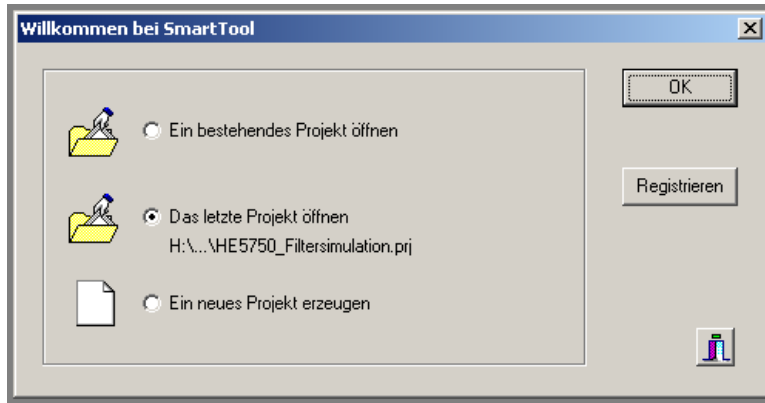 Willkommen bei SmartTool
OK
Ein bestehendes Projekt öffnen
Registrieren
Das letzte Projekt öffnen
H:\...\HE5750_Filtersimulation.prj
Ein neues Projekt erzeugen